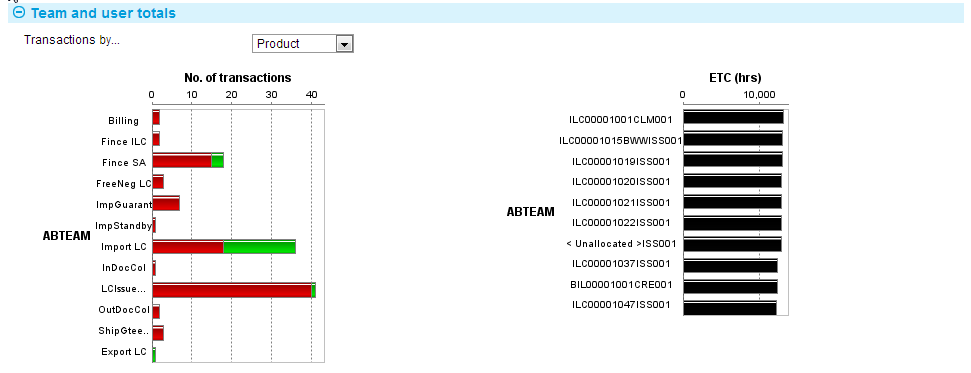 Team and user totals
Transactions by...
Product
No. of transactions
0 10 20 30 40
Billing
Fince ILC
Fince SA
FreeNeg LC
ImpGuarant
ImpStandby
ABTEAM
Import LC
InDocCol
LCIssue...
OutDocCol
ShipGtee..
Export LC
ETC (hrs)
0 10,000
ILC00001001CLM001
ILC00001015BWWISS001
ILC00001019ISS001
ILC00001020ISS001
ILC00001021ISS001
ABTEAM
ILC00001022ISS001
< Unallocated >ISS001
ILC00001037ISS001
BIL00001001CRE001
ILC00001047ISS001